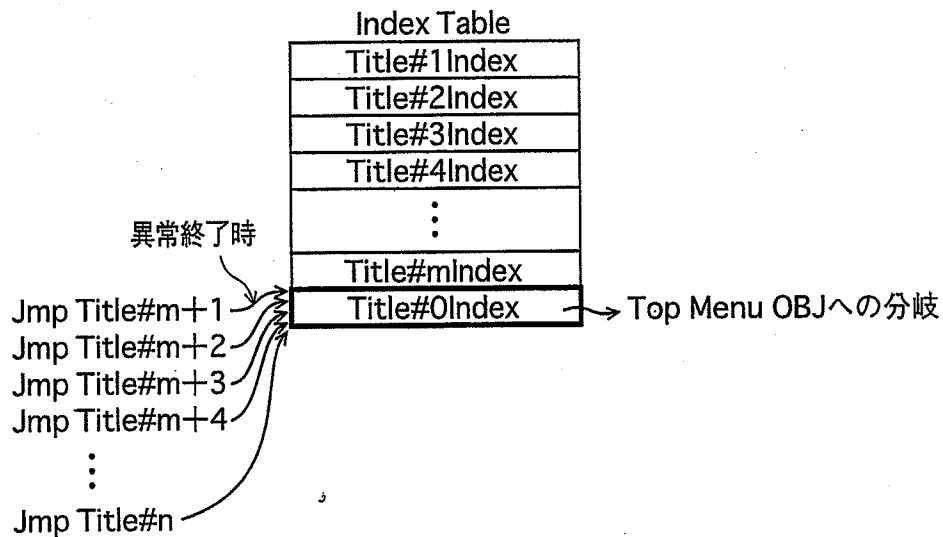 Index Table
Title#1Index
Title#2Index
Title#3Index
Title#4Index
⋮
Title#mIndex
異常終了時
Title#0Index
Top Menu OBJへの分岐
Jmp Title#m+1
Jmp Title#m+2
Jmp Title#m+3
Jmp Title#m+4
⋮
Jmp Title#n